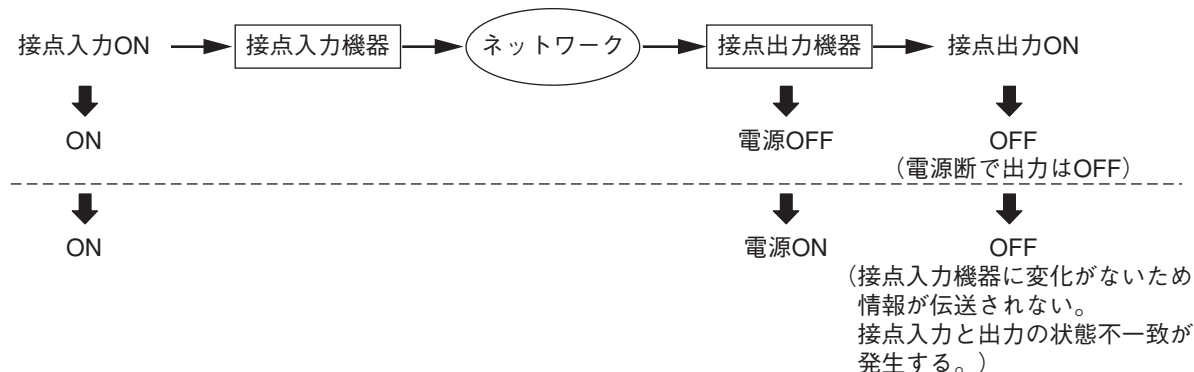 接点入力ON 接点入力機器 ネットワーク 接点出力機器 接点出力ON
ON 電源OFF OFF
（電源断で出力はOFF）
ON 電源ON OFF
（接点入力機器に変化がないため
情報が伝送されない。
接点入力と出力の状態不一致が
発生する。）